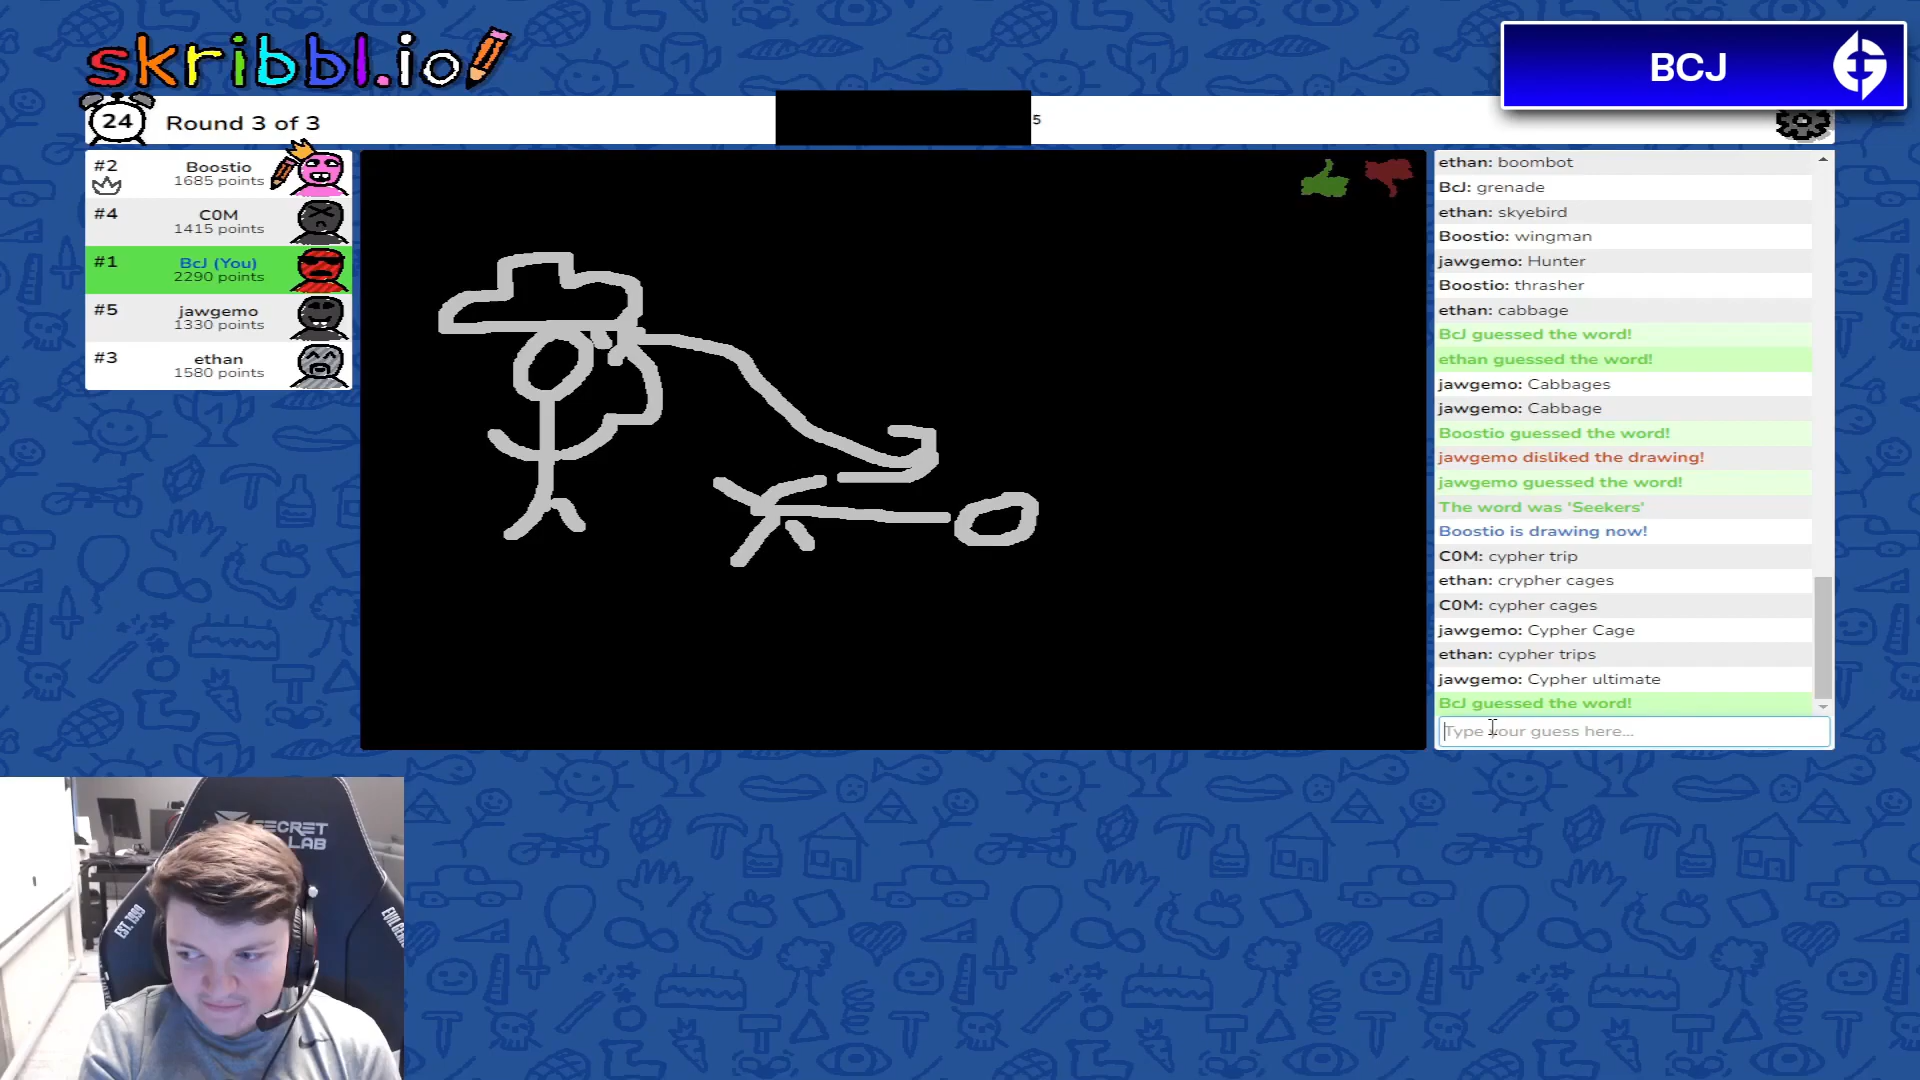 skribbl.io
BCJ
24
Round 3 of 3
5
#2
Boostio
1685 points
#4
C0M
1415 points
#1
BcJ (You)
2290 points
#5
jawgemo
1330 points
#3
ethan
1580 points
ethan: boombot
BcJ: grenade
ethan: skyebird
Boostio: wingman
jawgemo: Hunter
Boostio: thrasher
ethan: cabbage
BcJ guessed the word!
ethan guessed the word!
jawgemo: Cabbages
jawgemo: Cabbage
Boostio guessed the word!
jawgemo disliked the drawing!
jawgemo guessed the word!
The word was 'Seekers'
Boostio is drawing now!
C0M: cypher trip
ethan: crypher cages
C0M: cypher cages
jawgemo: Cypher Cage
ethan: cypher trips
jawgemo: Cypher ultimate
BcJ guessed the word!
Type your guess here...
SECRET
LAB
EST. 1999